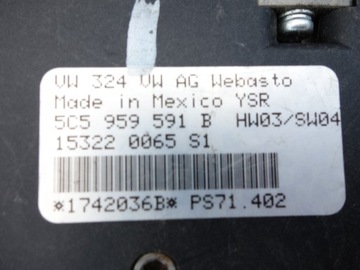 VW 324 VW AG Webasto
Made in Mexico YSR
5C5 959 591 B HW03/SW04
15322 0065 S1
*1742036B* PS71.402